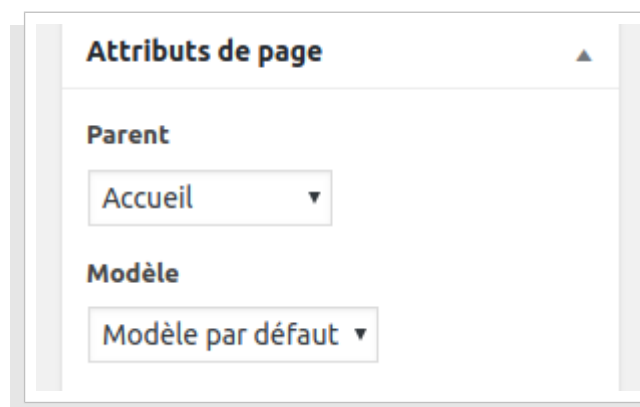 Attributs de page
Parent
Accueil
Modèle
Modèle par défaut